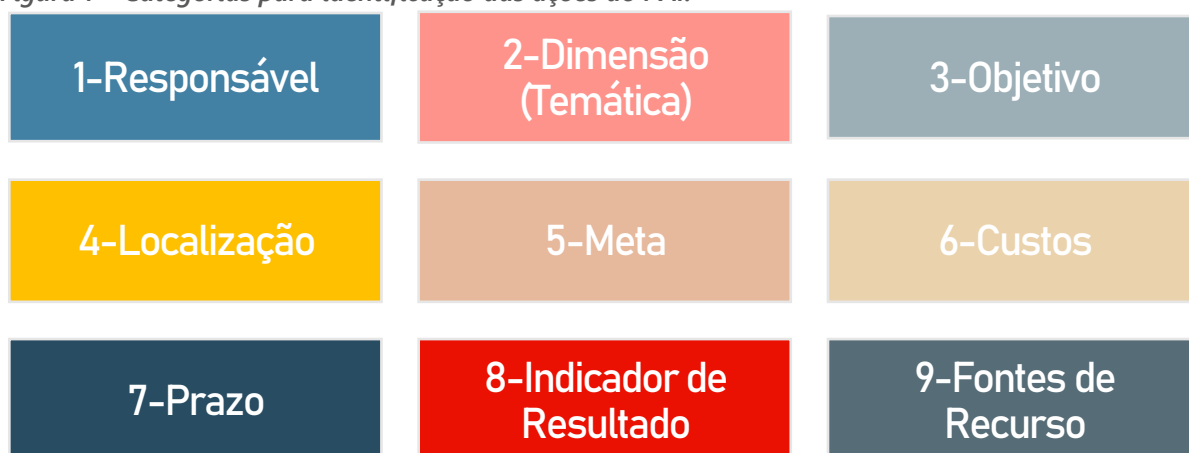 1-Responsável
2-Dimensão
(Temática)
3-Objetivo
4-Localização
5-Meta
6-Custos
7-Prazo
8-Indicador de
Resultado
9-Fontes de
Recurso